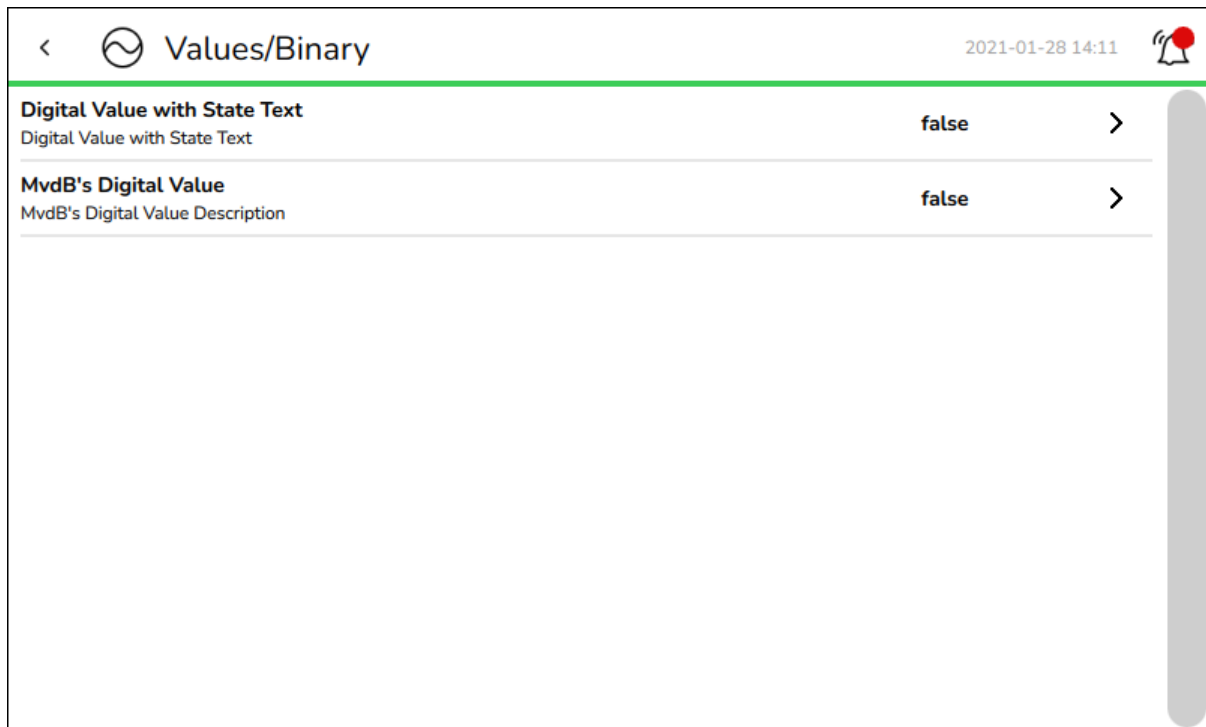 Values/Binary
2021-01-28 14:11
Digital Value with State Text
Digital Value with State Text
false
MvdB's Digital Value
MvdB's Digital Value Description
false